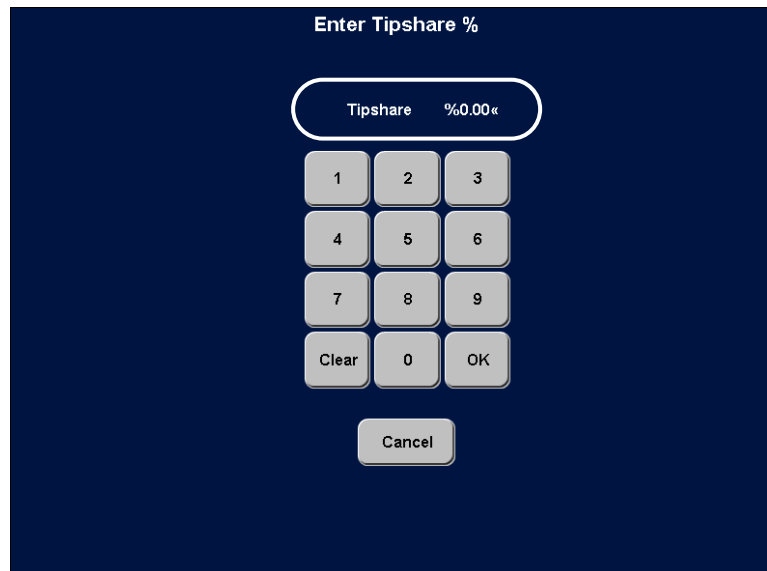 Enter Tipshare %
Tipshare %0.00«
1 2 3
4 5 6
7 8 9
Clear 0 OK
Cancel